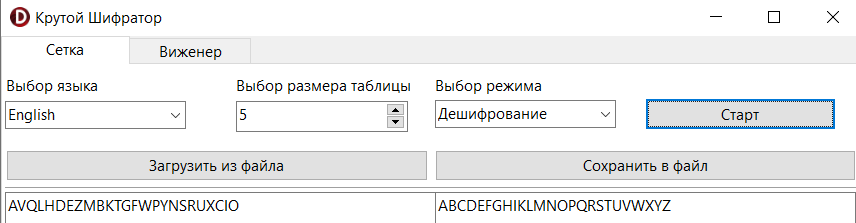 Крутой Шифратор
Сетка Виженер
Выбор языка Выбор размера таблицы Выбор режима
English 5 Дешифрование Старт
Загрузить из файла Сохранить в файл
AVQLHDEZMBKTGFWPYNSRUXCIO ABCDEFGHIKLMNOPQRSTUVWXYZ